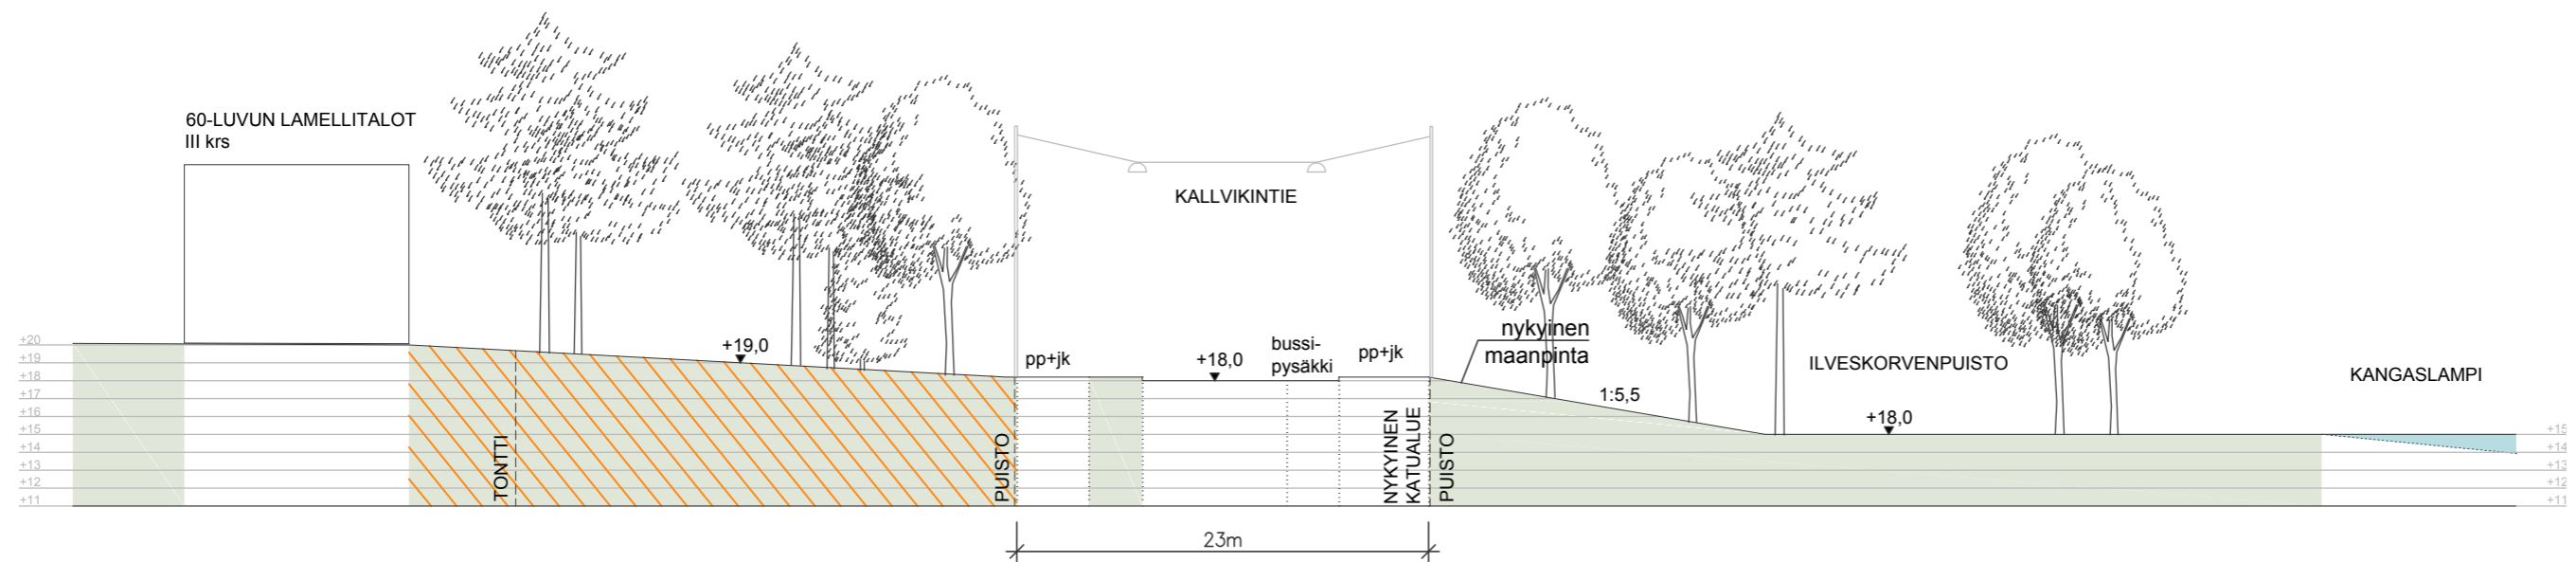 60-LUVUN LAMELLITALOT
III krs
KALLVIKINTIE
nykyinen
maanpinta
bussi-
pysäkki
pp+jk
+19,0
pp+jk
+18,0
ILVESKORVENPUISTO
KANGASLAMPI
1:5,5
+18,0
+20
+19
+18
+17
+16
+15
+14
+13
+12
+11
TONTTI
PUISTO
NYKYINEN
KATUALUE
PUISTO
+15
+14
+13
+12
+11
23m